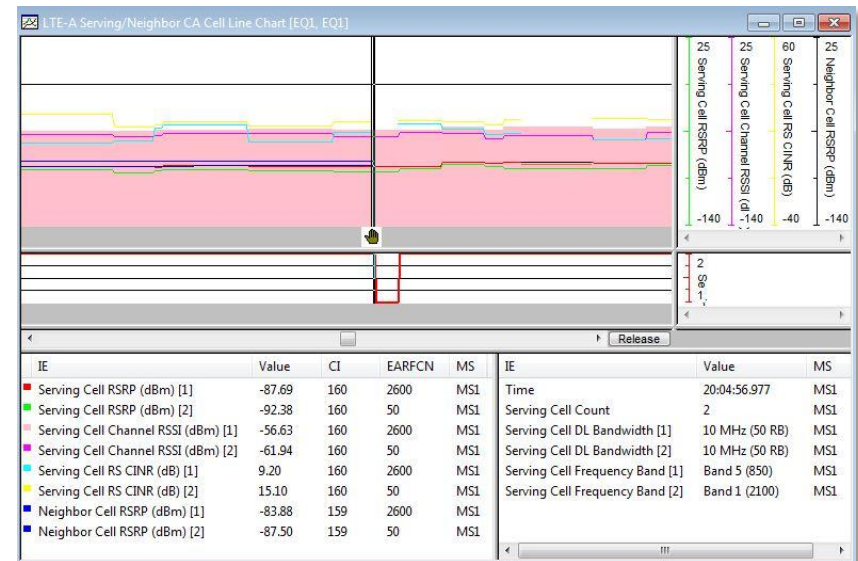 LTE-A Serving/Neighbor CA Cell Line Chart [EQ1, EQ1]
25 25 60 25
Serving Cell RSRP (dBm)
Serving Cell Channel RSSI (d
Serving Cell RS CINR (dB)
Neighbor Cell RSRP (dBm)
-140 -140 -40 -140
2
Se
1
Release
IE Value CI EARFCN MS
Serving Cell RSRP (dBm) [1] -87.69 160 2600 MS1
Serving Cell RSRP (dBm) [2] -92.38 160 50 MS1
Serving Cell Channel RSSI (dBm) [1] -56.63 160 2600 MS1
Serving Cell Channel RSSI (dBm) [2] -61.94 160 50 MS1
Serving Cell RS CINR (dB) [1] 9.20 160 2600 MS1
Serving Cell RS CINR (dB) [2] 15.10 160 50 MS1
Neighbor Cell RSRP (dBm) [1] -83.88 159 2600 MS1
Neighbor Cell RSRP (dBm) [2] -87.50 159 50 MS1
IE Value MS
Time 20:04:56.977 MS1
Serving Cell Count 2 MS1
Serving Cell DL Bandwidth [1] 10 MHz (50 RB) MS1
Serving Cell DL Bandwidth [2] 10 MHz (50 RB) MS1
Serving Cell Frequency Band [1] Band 5 (850) MS1
Serving Cell Frequency Band [2] Band 1 (2100) MS1